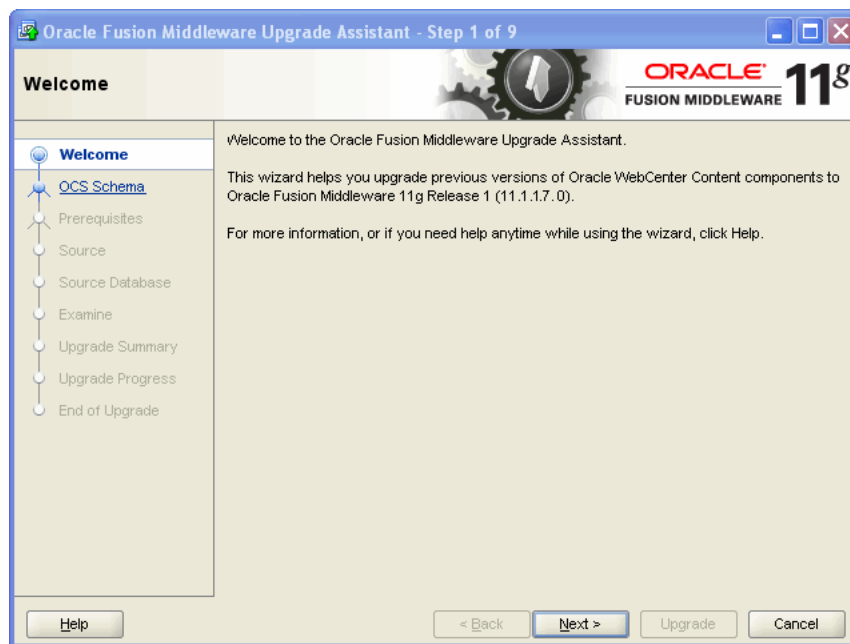 Oracle Fusion Middleware Upgrade Assistant - Step 1 of 9
Welcome
ORACLE
FUSION MIDDLEWARE
11g
Welcome
OCS Schema
Prerequisites
Source
Source Database
Examine
Upgrade Summary
Upgrade Progress
End of Upgrade
Welcome to the Oracle Fusion Middleware Upgrade Assistant.
This wizard helps you upgrade previous versions of Oracle WebCenter Content components to
Oracle Fusion Middleware 11g Release 1 (11.1.1.7.0).
For more information, or if you need help anytime while using the wizard, click Help.
Help
< Back
Next >
Upgrade
Cancel